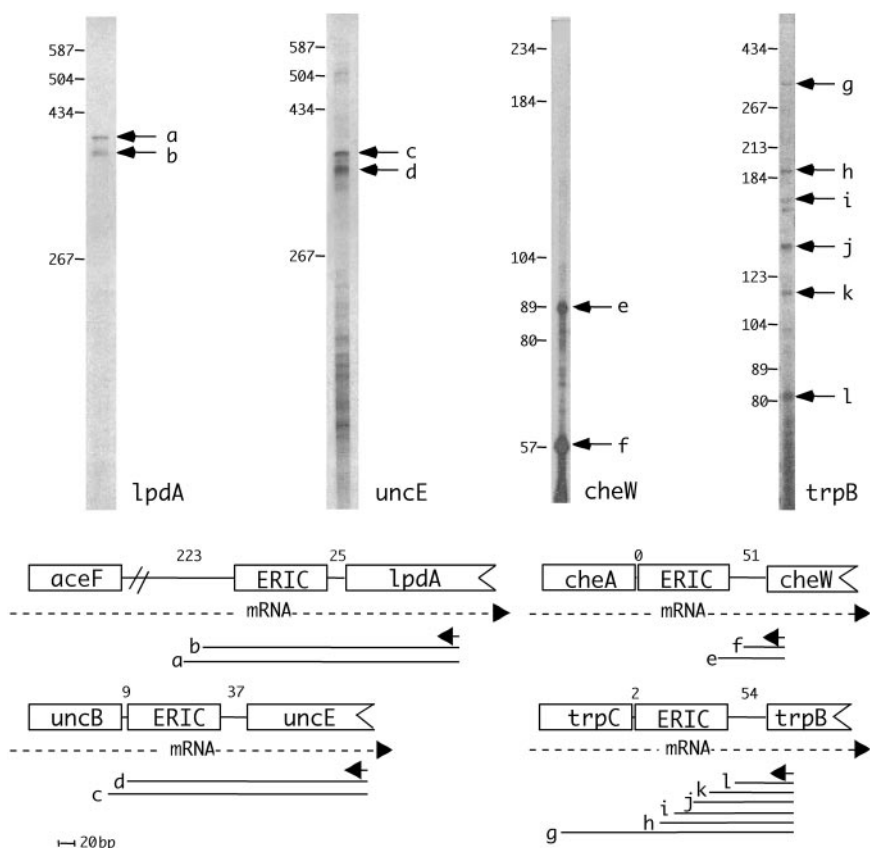 587
504
434
267
a
b
lpdA
587
504
434
267
c
d
uncE
234
184
104
89
80
57
e
f
cheW
434
267
213
184
123
104
89
80
g
h
i
j
k
l
trpB
223 25
aceF ERIC lpdA
mRNA
b
a
0 51
cheA ERIC cheW
mRNA
f
e
9 37
uncB ERIC uncE
mRNA
d
c
2 54
trpC ERIC trpB
mRNA
l
k
j
i
h
g
20bp